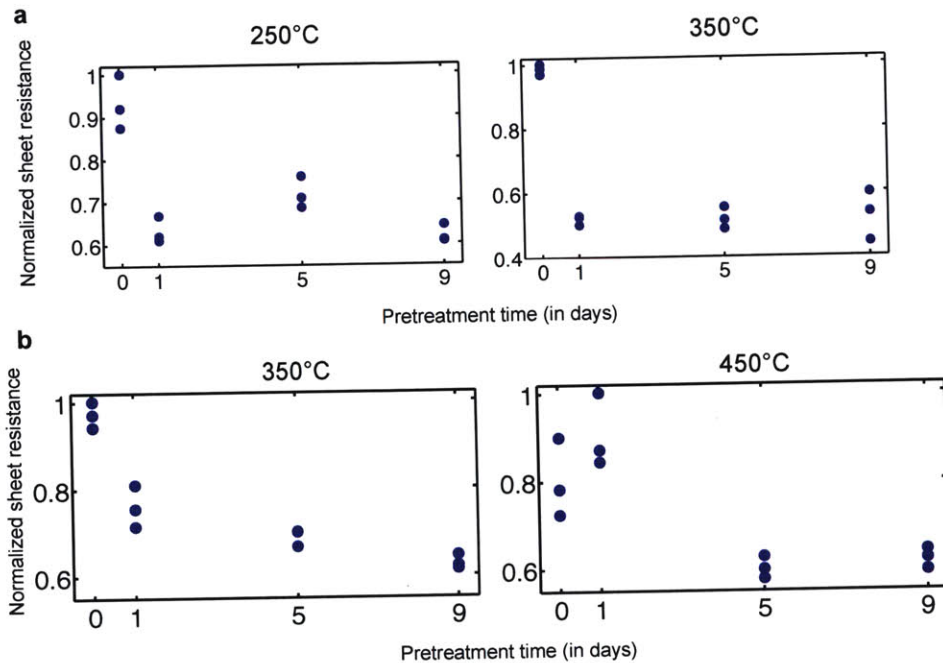 a
250°C
350°C
Normalized sheet resistance
1
0.9
0.8
0.7
0.6
0 1 5 9
1
0.8
0.6
0.4
0 1 5 9
Pretreatment time (in days)
b
350°C
450°C
Normalized sheet resistance
1
0.8
0.6
0 1 5 9
1
0.8
0.6
0 1 5 9
Pretreatment time (in days)